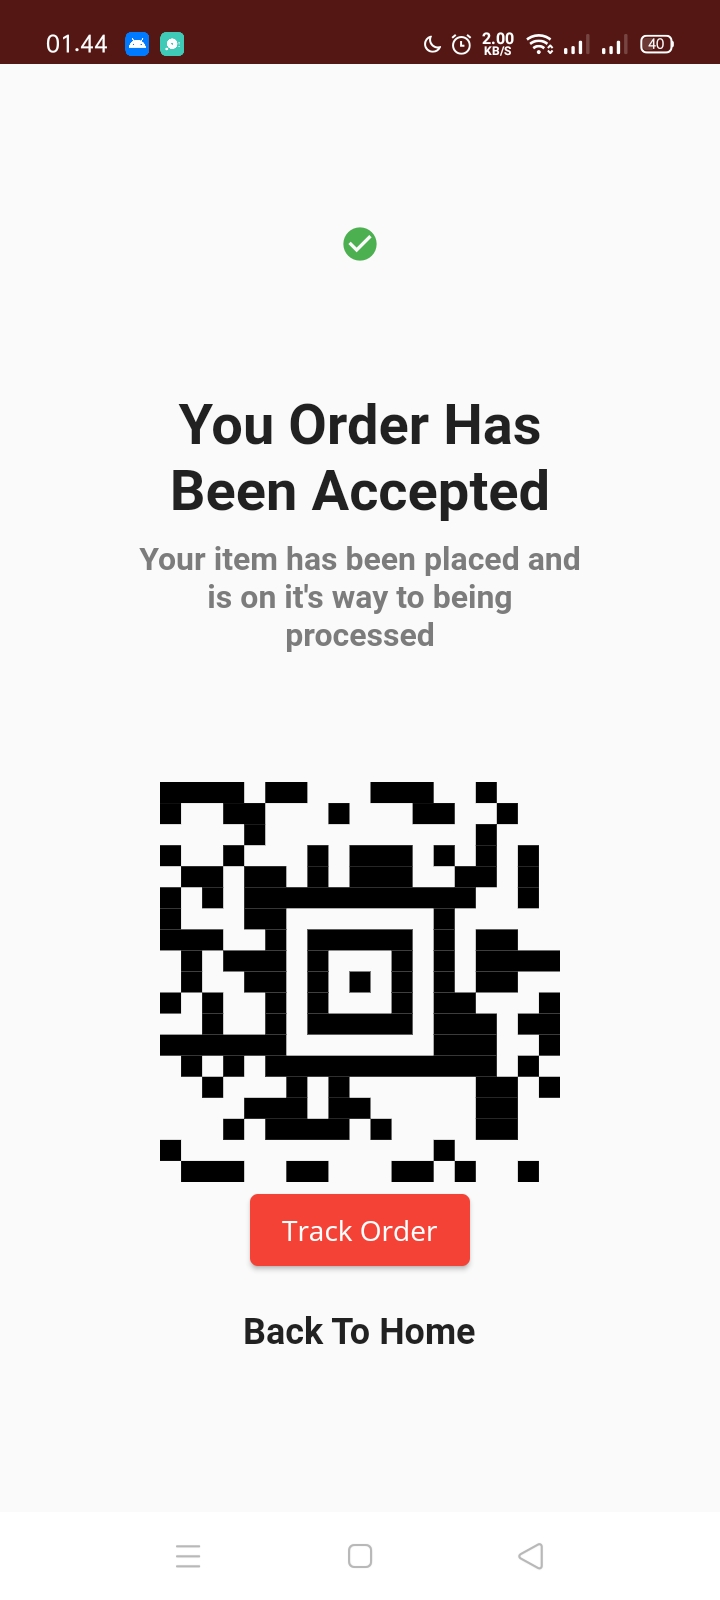 01.44
2.00
KB/S
40
You Order Has
Been Accepted
Your item has been placed and
is on it's way to being
processed
Track Order
Back To Home